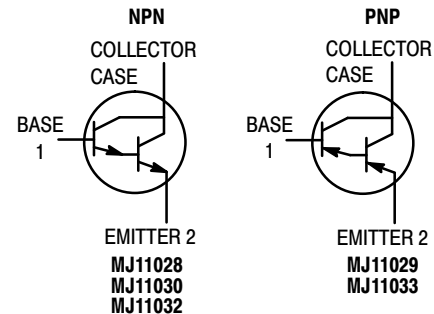 NPN
COLLECTOR
CASE
BASE
1
EMITTER 2
MJ11028
MJ11030
MJ11032
PNP
COLLECTOR
CASE
BASE
1
EMITTER 2
MJ11029
MJ11033